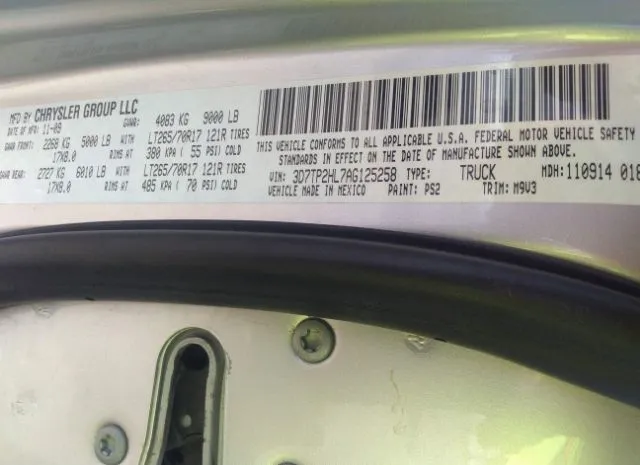 MFD BY CHRYSLER GROUP LLC
DATE OF MFR: 11-09 GVWR: 4083 KG 9000 LB
GAWR FRONT: 2268 KG 5000 LB WITH LT265/70R17 121R TIRES
17X8.0 RIMS AT 380 KPA ( 55 PSI) COLD
GAWR REAR: 2727 KG 6010 LB WITH LT265/70R17 121R TIRES
17X8.0 RIMS AT 485 KPA ( 70 PSI) COLD
THIS VEHICLE CONFORMS TO ALL APPLICABLE U.S.A. FEDERAL MOTOR VEHICLE SAFETY
STANDARDS IN EFFECT ON THE DATE OF MANUFACTURE SHOWN ABOVE.
VIN: 3D7TP2HL7AG125258 TYPE: TRUCK MDH: 110914 018
VEHICLE MADE IN MEXICO PAINT: PS2 TRIM: M9V3